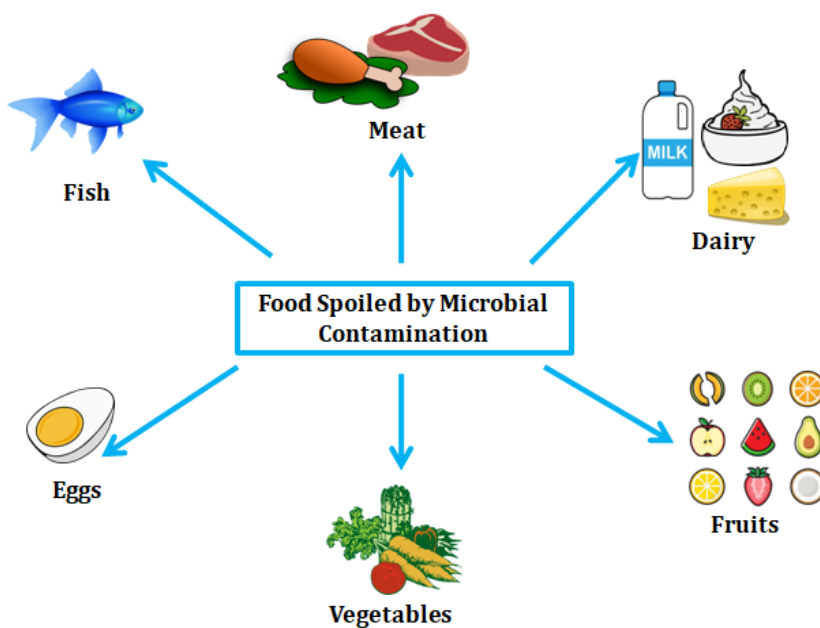 Meat
MILK
Fish
Dairy
Food Spoiled by Microbial
Contamination
Eggs
Fruits
Vegetables